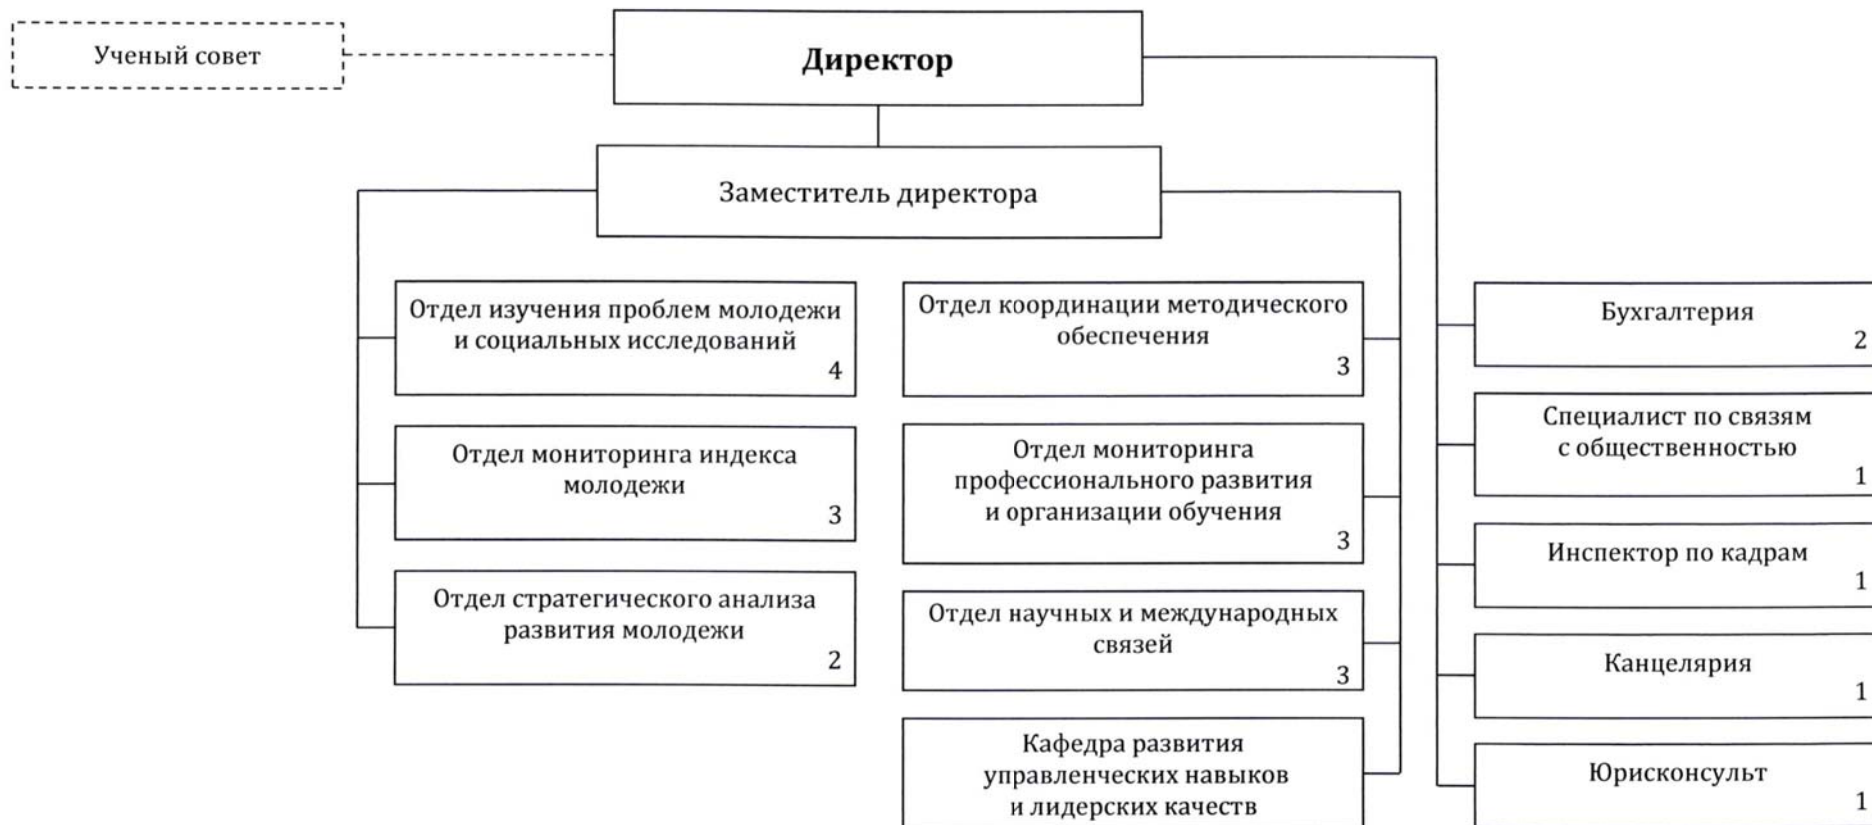 Ученый совет
Директор
Заместитель директора
Отдел изучения проблем молодежи
и социальных исследований
4
Отдел мониторинга индекса
молодежи
3
Отдел стратегического анализа
развития молодежи
2
Отдел координации методического
обеспечения
3
Отдел мониторинга
профессионального развития
и организации обучения
3
Отдел научных и международных
связей
3
Кафедра развития
управленческих навыков
и лидерских качеств
Бухгалтерия
2
Специалист по связям
с общественностью
1
Инспектор по кадрам
1
Канцелярия
1
Юрисконсульт
1